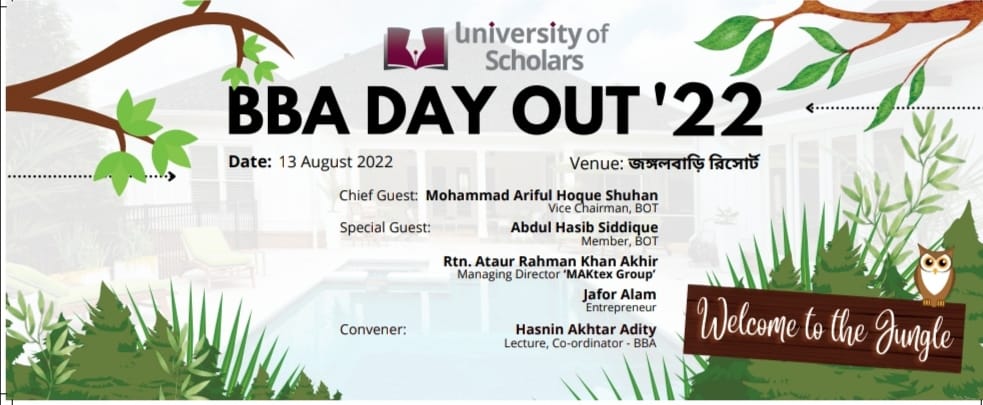 University of
Scholars
BBA DAY OUT '22
Date: 13 August 2022 Venue: জঙ্গলবাড়ি রিসোর্ট
Chief Guest: Mohammad Ariful Hoque Shuhan
Vice Chairman, BOT
Special Guest: Abdul Hasib Siddique
Member, BOT
Rtn. Ataur Rahman Khan Akhir
Managing Director 'MAKtex Group'
Jafor Alam
Entrepreneur
Convener: Hasnin Akhtar Adity
Lecture, Co-ordinator - BBA
Welcome to the Jungle